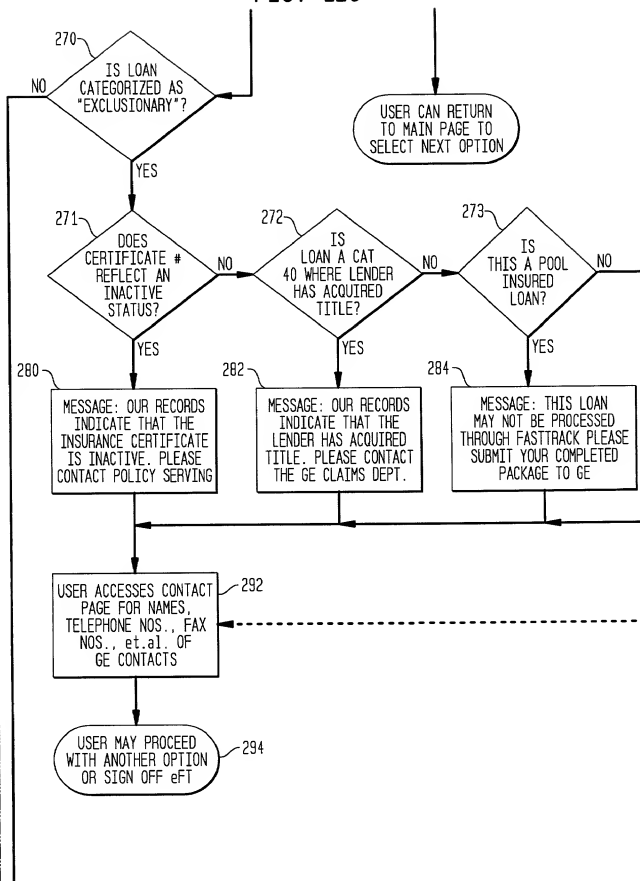 270
IS LOAN
CATEGORIZED AS
"EXCLUSIONARY"?
NO
YES
USER CAN RETURN
TO MAIN PAGE TO
SELECT NEXT OPTION
271
DOES
CERTIFICATE #
REFLECT AN
INACTIVE
STATUS?
NO
YES
272
IS
LOAN A CAT
40 WHERE LENDER
HAS ACQUIRED
TITLE?
NO
YES
273
IS
THIS A POOL
INSURED
LOAN?
NO
YES
280
MESSAGE: OUR RECORDS
INDICATE THAT THE
INSURANCE CERTIFICATE
IS INACTIVE. PLEASE
CONTACT POLICY SERVING
282
MESSAGE: OUR RECORDS
INDICATE THAT THE
LENDER HAS ACQUIRED
TITLE. PLEASE CONTACT
THE GE CLAIMS DEPT.
284
MESSAGE: THIS LOAN
MAY NOT BE PROCESSED
THROUGH FASTTRACK PLEASE
SUBMIT YOUR COMPLETED
PACKAGE TO GE
USER ACCESSES CONTACT
PAGE FOR NAMES,
TELEPHONE NOS., FAX
NOS., et.al. OF
GE CONTACTS
292
USER MAY PROCEED
WITH ANOTHER OPTION
OR SIGN OFF eFT
294